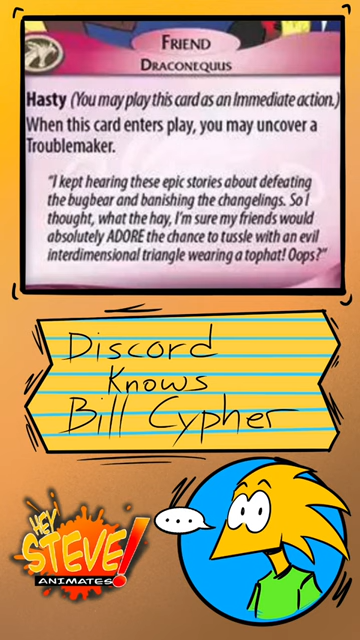 FRIEND
DRACONEQUUS
Hasty (You may play this card as an Immediate action.)
When this card enters play, you may uncover a
Troublemaker.
"I kept hearing these epic stories about defeating
the bugbear and banishing the changelings. So I
thought, what the hay, I'm sure my friends would
absolutely ADORE the chance to tussle with an evil
interdimensional triangle wearing a tophat! Oops?"
Discord
Knows
Bill Cypher
HEY
STEVE!
ANIMATES
...